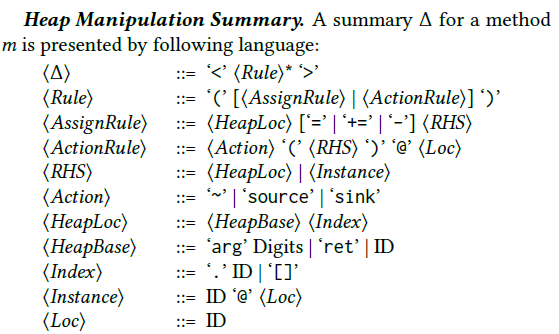 Heap Manipulation Summary. A summary Δ for a method
m is presented by following language:
⟨Δ⟩ ::= ‘<’ ⟨Rule⟩* ‘>’
⟨Rule⟩ ::= ‘(’ [⟨AssignRule⟩ | ⟨ActionRule⟩] ‘)’
⟨AssignRule⟩ ::= ⟨HeapLoc⟩ [‘=’ | ‘+=’ | ‘-’] ⟨RHS⟩
⟨ActionRule⟩ ::= ⟨Action⟩ ‘(’ ⟨RHS⟩ ‘)’ ‘@’ ⟨Loc⟩
⟨RHS⟩ ::= ⟨HeapLoc⟩ | ⟨Instance⟩
⟨Action⟩ ::= ‘~’ | ‘source’ | ‘sink’
⟨HeapLoc⟩ ::= ⟨HeapBase⟩ ⟨Index⟩
⟨HeapBase⟩ ::= ‘arg’ Digits | ‘ret’ | ID
⟨Index⟩ ::= ‘.’ ID | ‘[]’
⟨Instance⟩ ::= ID ‘@’ ⟨Loc⟩
⟨Loc⟩ ::= ID